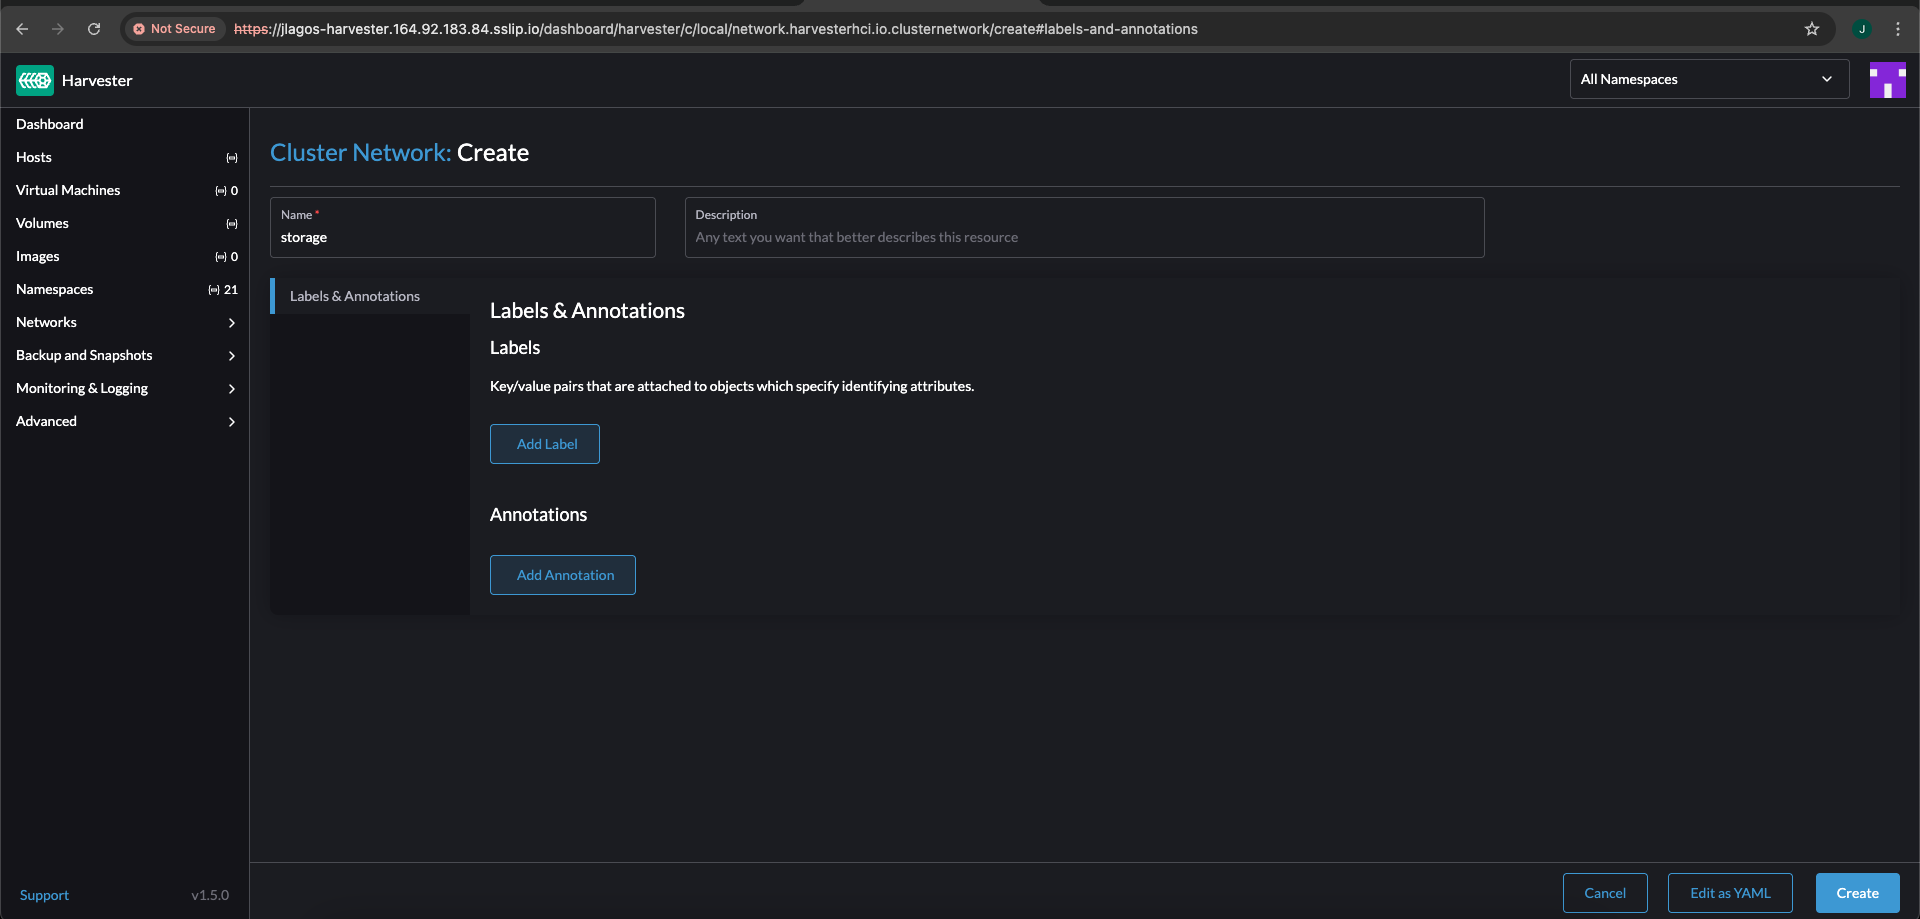 Not Secure https://jlagos-harvester.164.92.183.84.sslip.io/dashboard/harvester/c/local/network.harvesterhci.io.clusternetwork/create#labels-and-annotations J
Harvester
All Namespaces
Dashboard
Hosts
Virtual Machines 0
Volumes
Images 0
Namespaces 21
Networks
Backup and Snapshots
Monitoring & Logging
Advanced
Cluster Network: Create
Name *
storage
Description
Any text you want that better describes this resource
Labels & Annotations
Labels & Annotations
Labels
Key/value pairs that are attached to objects which specify identifying attributes.
Add Label
Annotations
Add Annotation
Support v1.5.0
Cancel Edit as YAML Create